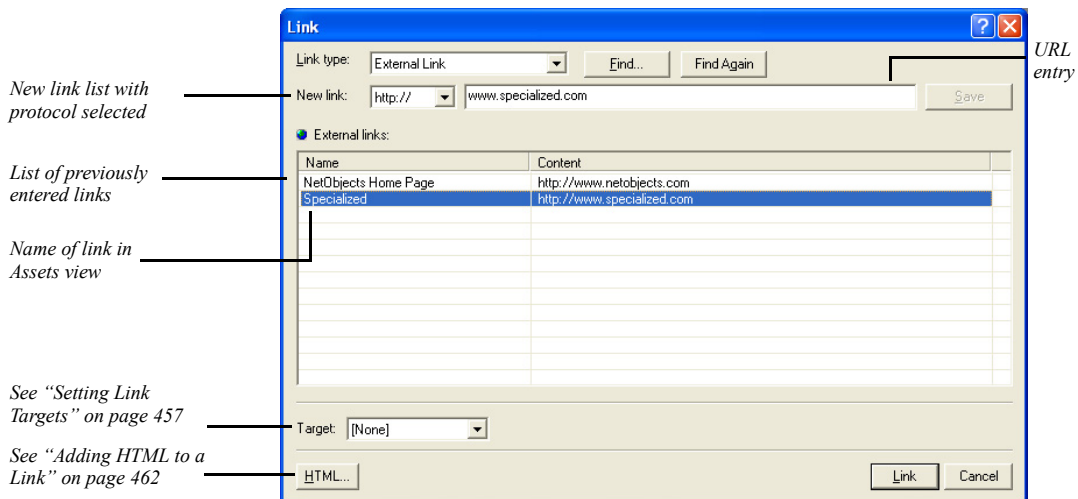 Link
Link type: External Link Find... Find Again
URL
entry
New link list with
protocol selected
New link: http:// www.specialized.com Save
External links:
Name Content
List of previously
entered links
NetObjects Home Page http://www.netobjects.com
Specialized http://www.specialized.com
Name of link in
Assets view
See “Setting Link
Targets” on page 457
Target: [None]
See “Adding HTML to a
Link” on page 462
HTML... Link Cancel